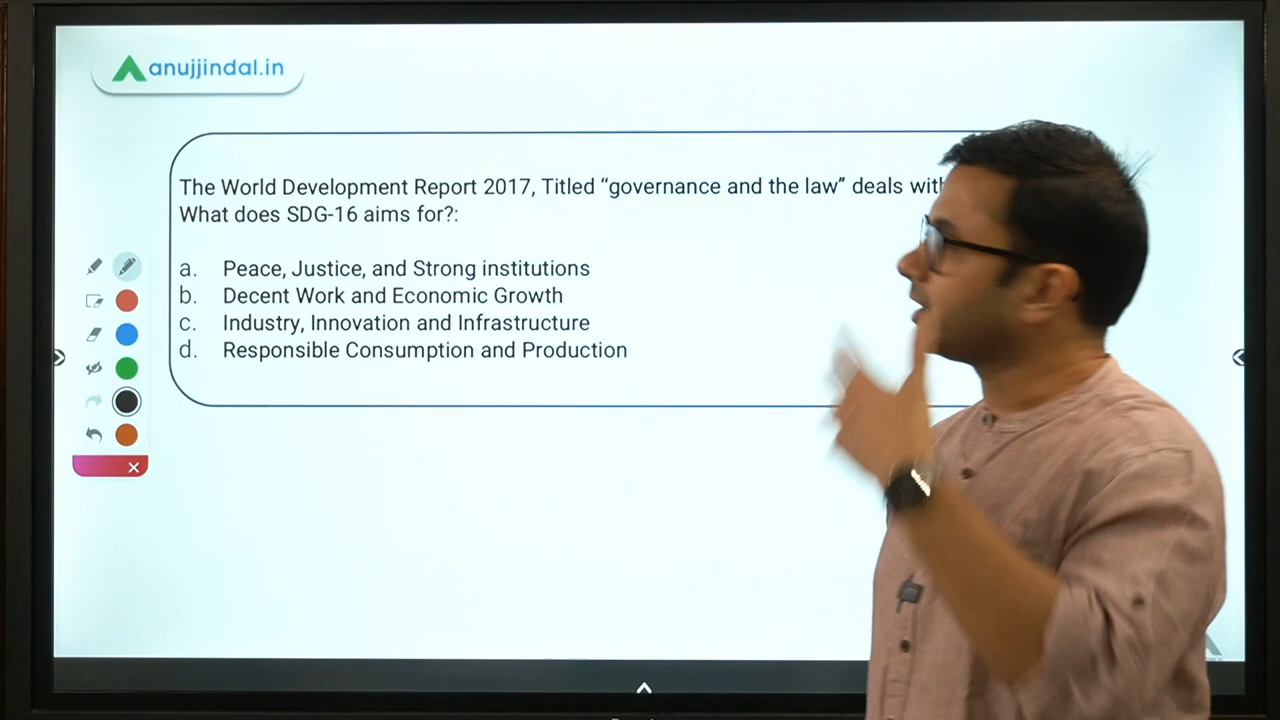 anujjindal.in
The World Development Report 2017, Titled “governance and the law” deals with
What does SDG-16 aims for?:
a. Peace, Justice, and Strong institutions
b. Decent Work and Economic Growth
c. Industry, Innovation and Infrastructure
d. Responsible Consumption and Production